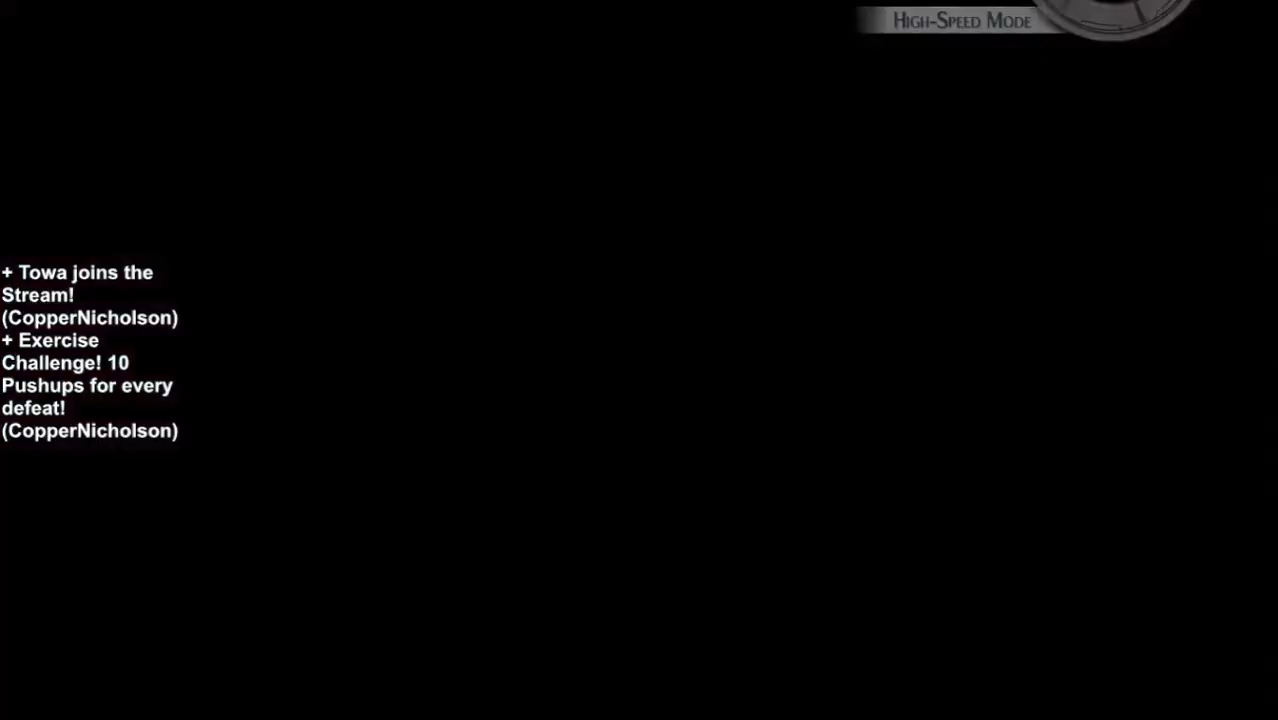 High-Speed Mode
+ Towa joins the
Stream!
(CopperNicholson)
+ Exercise
Challenge! 10
Pushups for every
defeat!
(CopperNicholson)